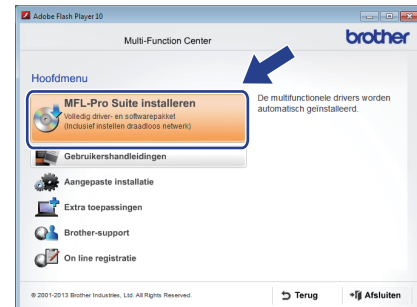 Adobe Flash Player 10
Multi-Function Center
brother
Hoofdmenu
MFL-Pro Suite installeren
Volledig driver- en softwarepakket
(Inclusief instellen draadloos netwerk)
De multifunctionele drivers worden
automatisch geïnstalleerd.
Gebruikershandleidingen
Aangepaste installatie
Extra toepassingen
Brother-support
On line registratie
© 2001-2013 Brother Industries, Ltd. All Rights Reserved.
Terug
Afsluiten